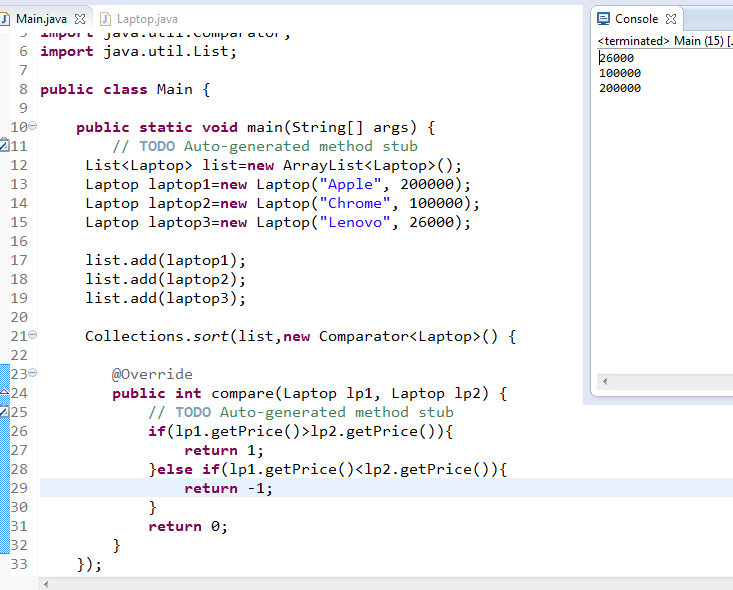 Main.java
Laptop.java
5 import java.util.Comparator;
6 import java.util.List;
7
8 public class Main {
9
10 public static void main(String[] args) {
11 // TODO Auto-generated method stub
12 List<Laptop> list=new ArrayList<Laptop>();
13 Laptop laptop1=new Laptop("Apple", 200000);
14 Laptop laptop2=new Laptop("Chrome", 100000);
15 Laptop laptop3=new Laptop("Lenovo", 26000);
16
17 list.add(laptop1);
18 list.add(laptop2);
19 list.add(laptop3);
20
21 Collections.sort(list,new Comparator<Laptop>() {
22
23 @Override
24 public int compare(Laptop lp1, Laptop lp2) {
25 // TODO Auto-generated method stub
26 if(lp1.getPrice()>lp2.getPrice()){
27 return 1;
28 }else if(lp1.getPrice()<lp2.getPrice()){
29 return -1;
30 }
31 return 0;
32 }
33 });
Console
<terminated> Main (15) [.
26000
100000
200000